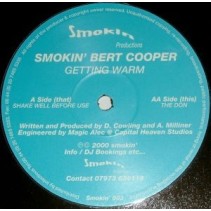 Smokin
Productions
SMOKIN' BERT COOPER
GETTING WARM
A Side (that) AA Side (this)
SHAKE WELL BEFORE USE THE DON
Written and Produced by D. Cowling and A. Milliner
Engineered by Magic Alec @ Capital Heaven Studios
℗ © 2000 smokin'
Info / DJ Bookings etc...
Smokin
Contact
Smokin'